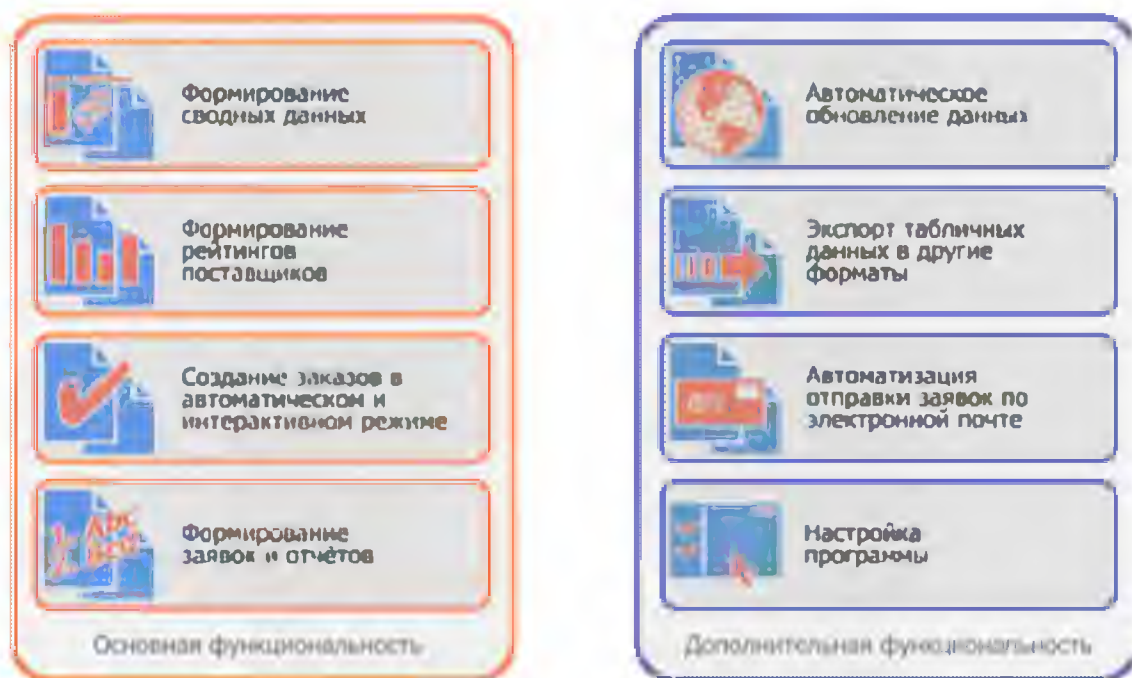 Формирование
сводных данных
Формирование
рейтингов
поставщиков
Создание заказов в
автоматическом и
интерактивном режиме
Формирование
заявок и отчётов
Основная функциональность
Автоматическое
обновление данных
Экспорт табличных
данных в другие
форматы
Автоматизация
отправки заявок по
электронной почте
Настройка
программы
Дополнительная функциональность